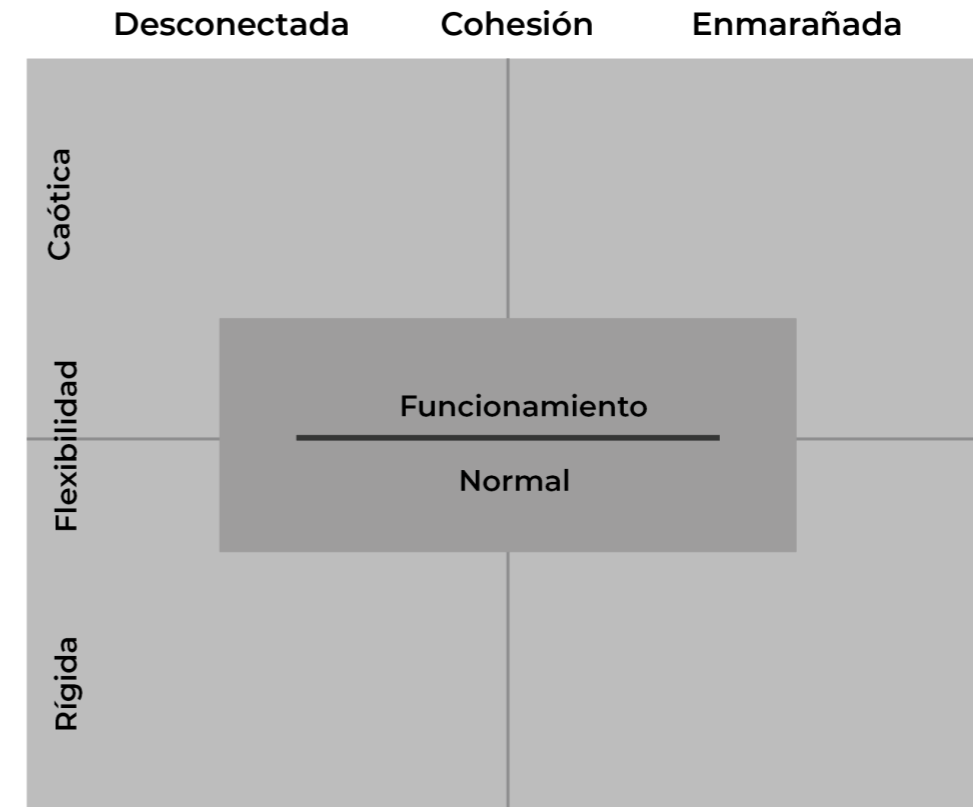 Desconectada Cohesión Enmarañada
Caótica
Flexibilidad
Rígida
Funcionamiento
Normal